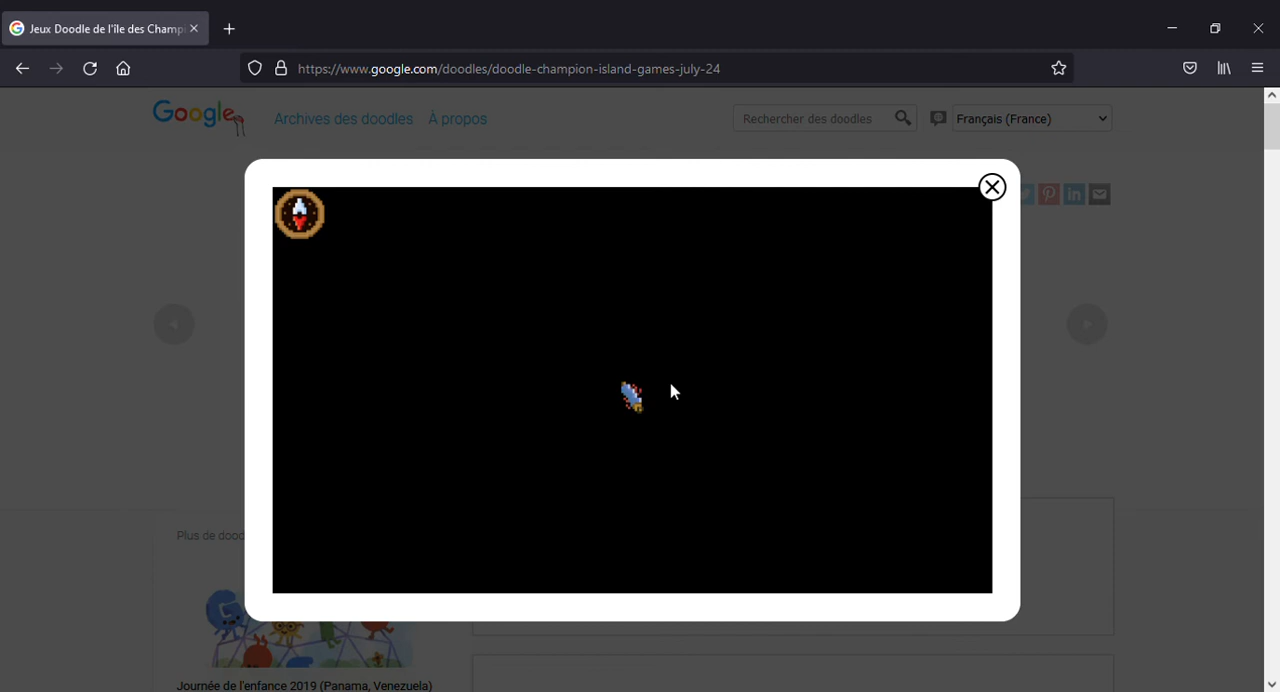 Jeux Doodle de l'île des Champi
https://www.google.com/doodles/doodle-champion-island-games-july-24
Google
Archives des doodles
À propos
Rechercher des doodles
Français (France)
Plus de dood
Journée de l'enfance 2019 (Panama, Venezuela)